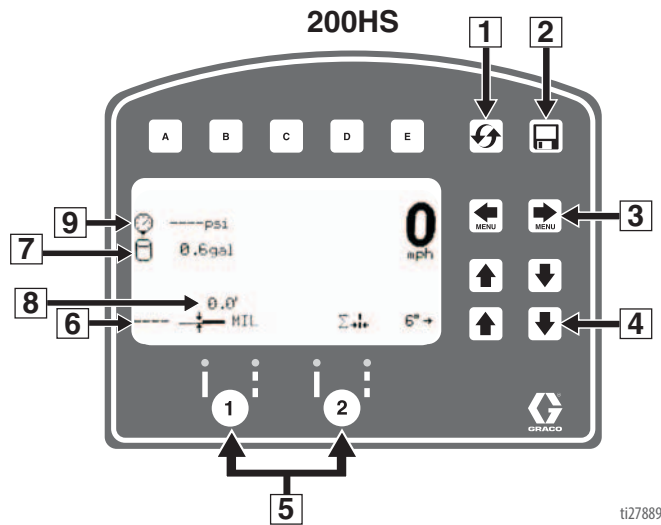 200HS
1 2
A B C D E
MENU MENU
3
9
----psi
0
mph
7
0.6gal
8
0.0'
6
---- MIL Σ 6"→
4
1 2
GRACO
5
ti27889